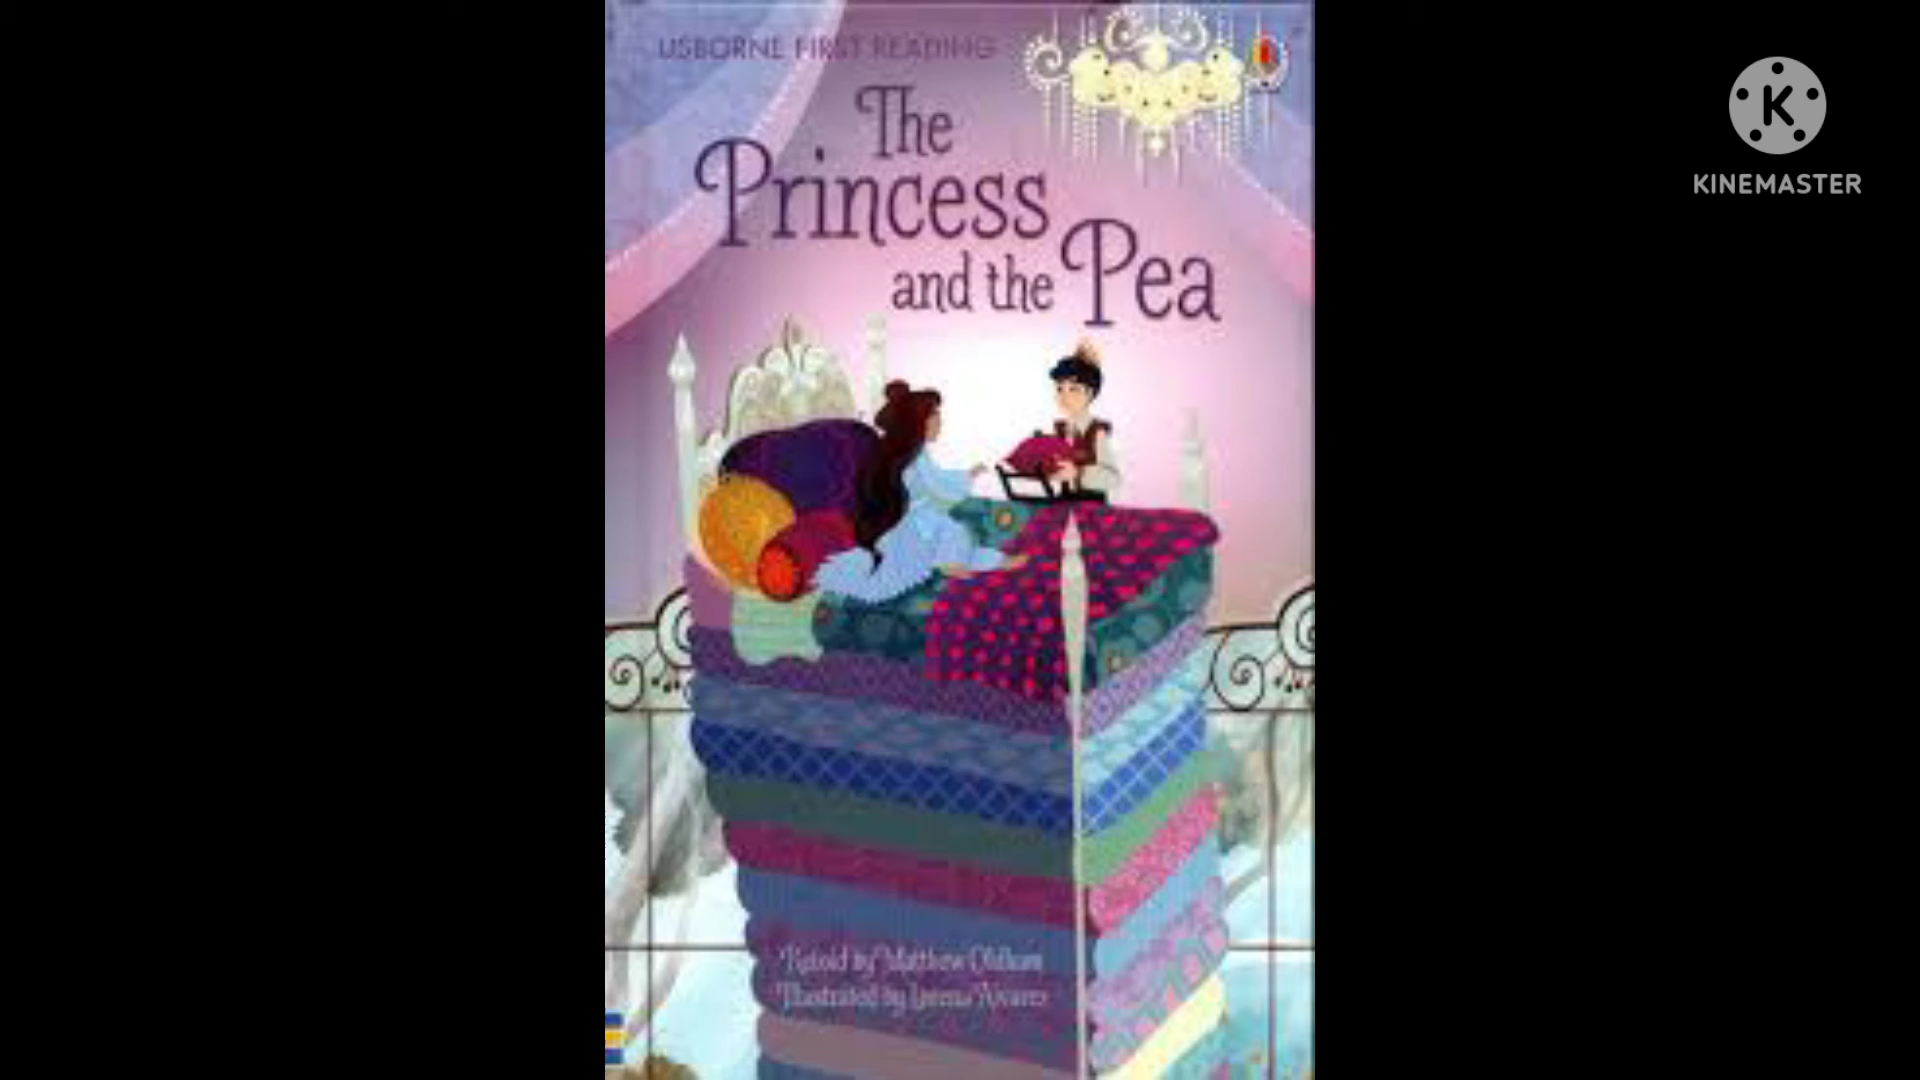 USBORNE FIRST READING
The
Princess
and the Pea
Retold by Matthew Oldham
Illustrated by Lorena Alvarez
K
KINEMASTER